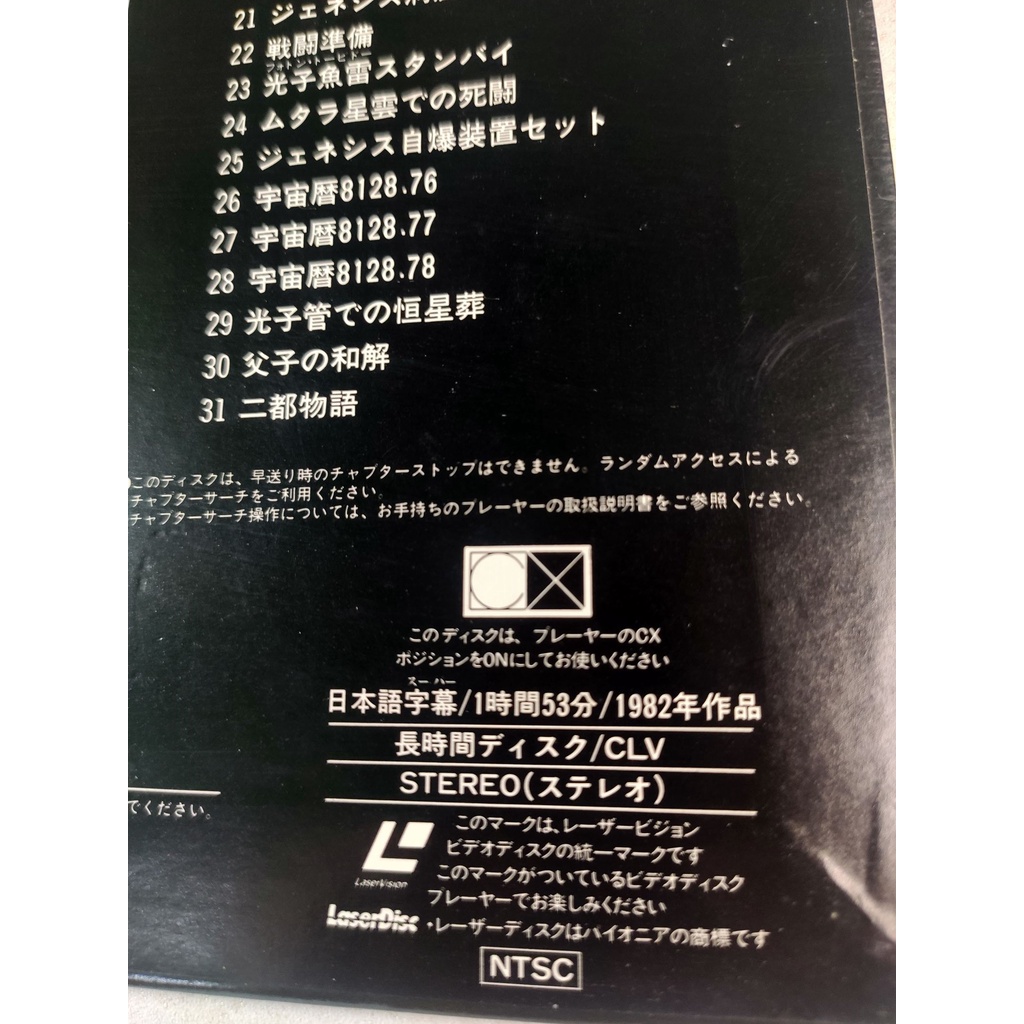 21 ジェネシス
22 戦闘準備
フォトン・トーピドー
23 光子魚雷スタンバイ
24 ムタラ星雲での死闘
25 ジェネシス自爆装置セット
26 宇宙暦8128.76
27 宇宙暦8128.77
28 宇宙暦8128.78
29 光子管での恒星葬
30 父子の和解
31 二都物語
このディスクは、早送り時のチャプターストップはできません。ランダムアクセスによる
チャプターサーチをご利用ください。
チャプターサーチ操作については、お手持ちのプレーヤーの取扱説明書をご参照ください。
CX
このディスクは、プレーヤーのCX
ポジションをONにしてお使いください
スーパー
日本語字幕/1時間53分/1982年作品
長時間ディスク/CLV
STEREO(ステレオ)
でください。
このマークは、レーザービジョン
ビデオディスクの統一マークです
このマークがついているビデオディスク
プレーヤーでお楽しみください
LaserVision
LaserDisc・レーザーディスクはパイオニアの商標です
NTSC